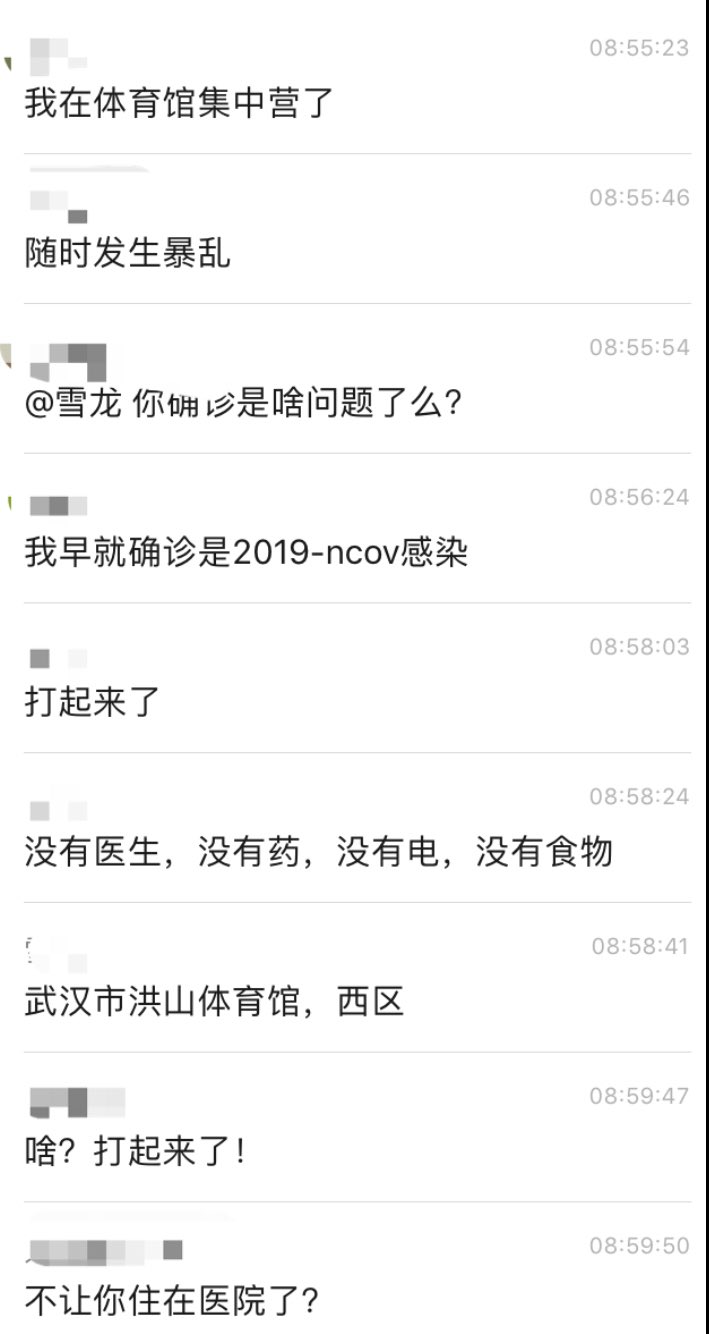 08:55:23
我在体育馆集中营了
08:55:46
随时发生暴乱
08:55:54
@雪龙 你确诊是啥问题了么?
08:56:24
我早就确诊是2019-ncov感染
08:58:03
打起来了
08:58:24
没有医生，没有药，没有电，没有食物
08:58:41
武汉市洪山体育馆，西区
08:59:47
啥？打起来了！
08:59:50
不让你住在医院了？